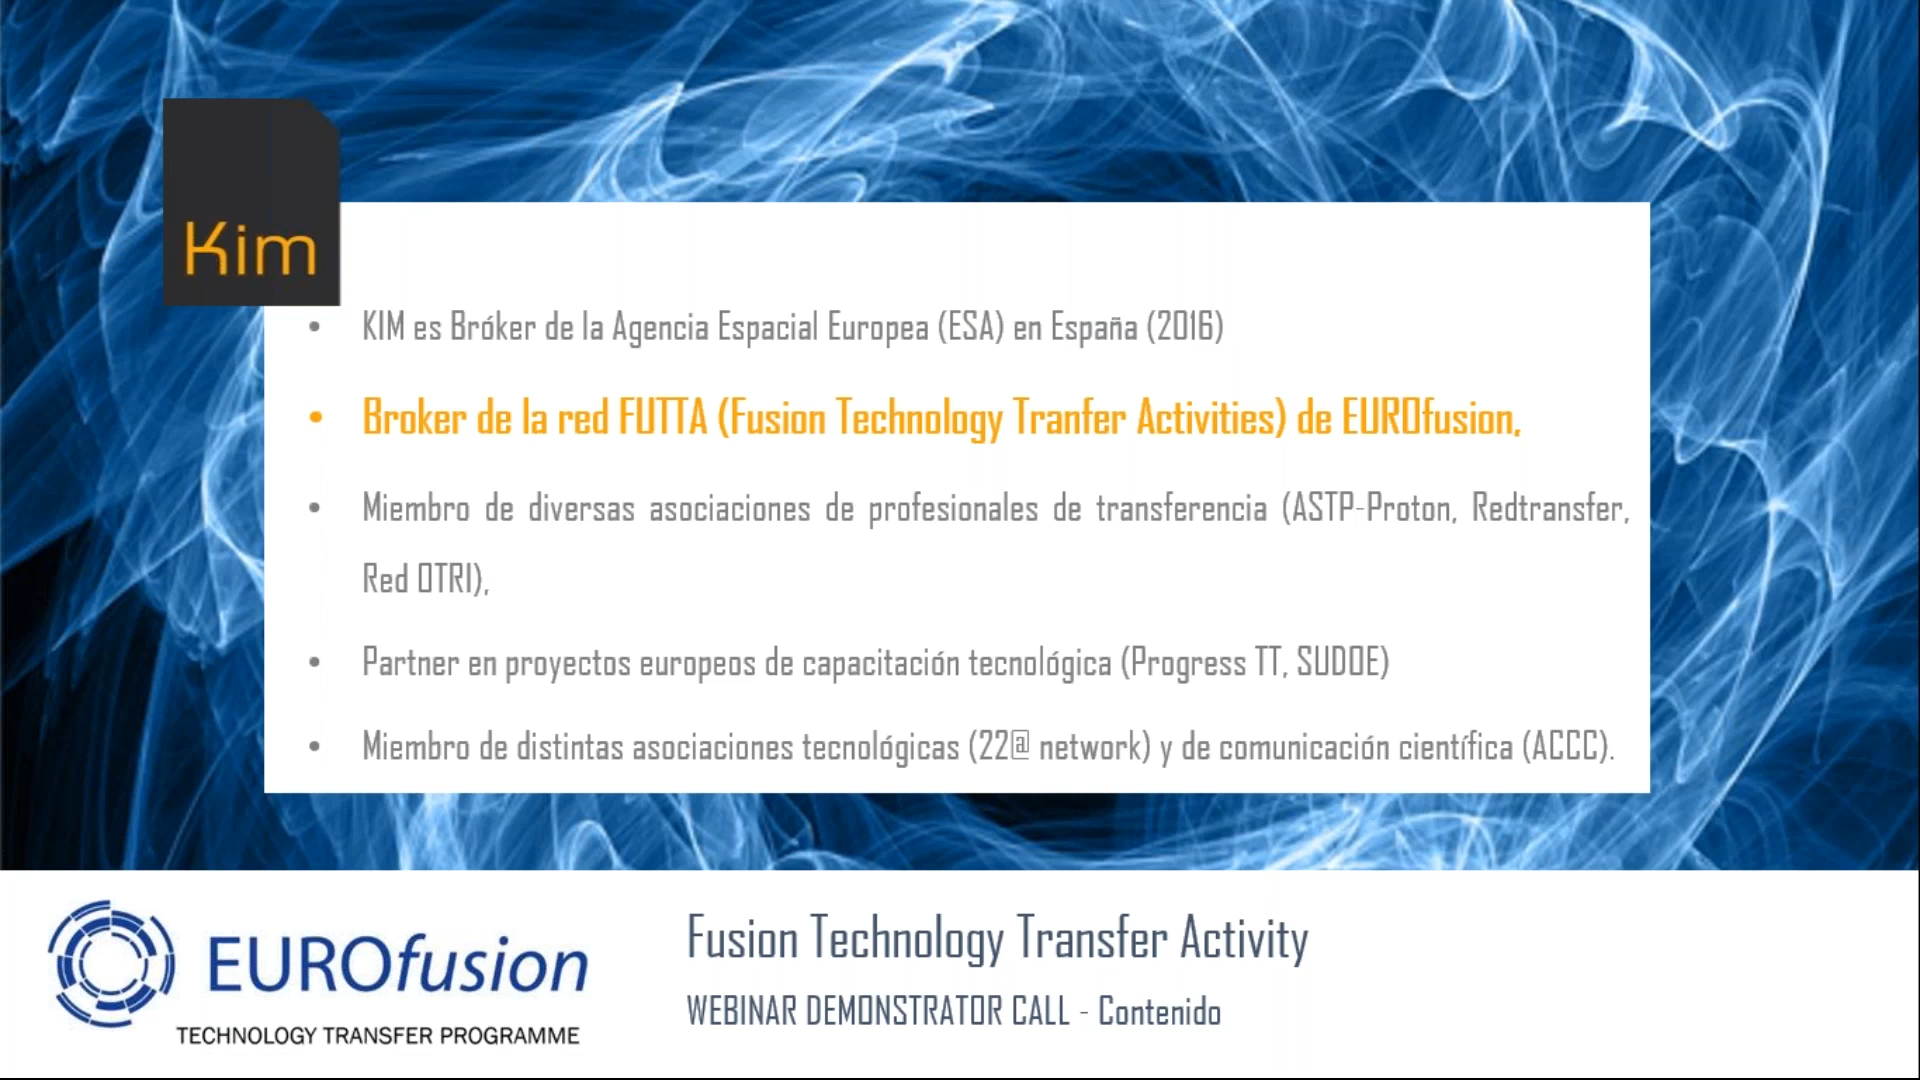 Kim
• KIM es Bróker de la Agencia Espacial Europea (ESA) en España (2016)
• Broker de la red FUTTA (Fusion Technology Tranfer Activities) de EUROfusion,
• Miembro de diversas asociaciones de profesionales de transferencia (ASTP-Proton, Redtransfer,
Red OTRI),
• Partner en proyectos europeos de capacitación tecnológica (Progress TT, SUDOE)
• Miembro de distintas asociaciones tecnológicas (22@ network) y de comunicación científica (ACCC).
EUROfusion
TECHNOLOGY TRANSFER PROGRAMME
Fusion Technology Transfer Activity
WEBINAR DEMONSTRATOR CALL - Contenido